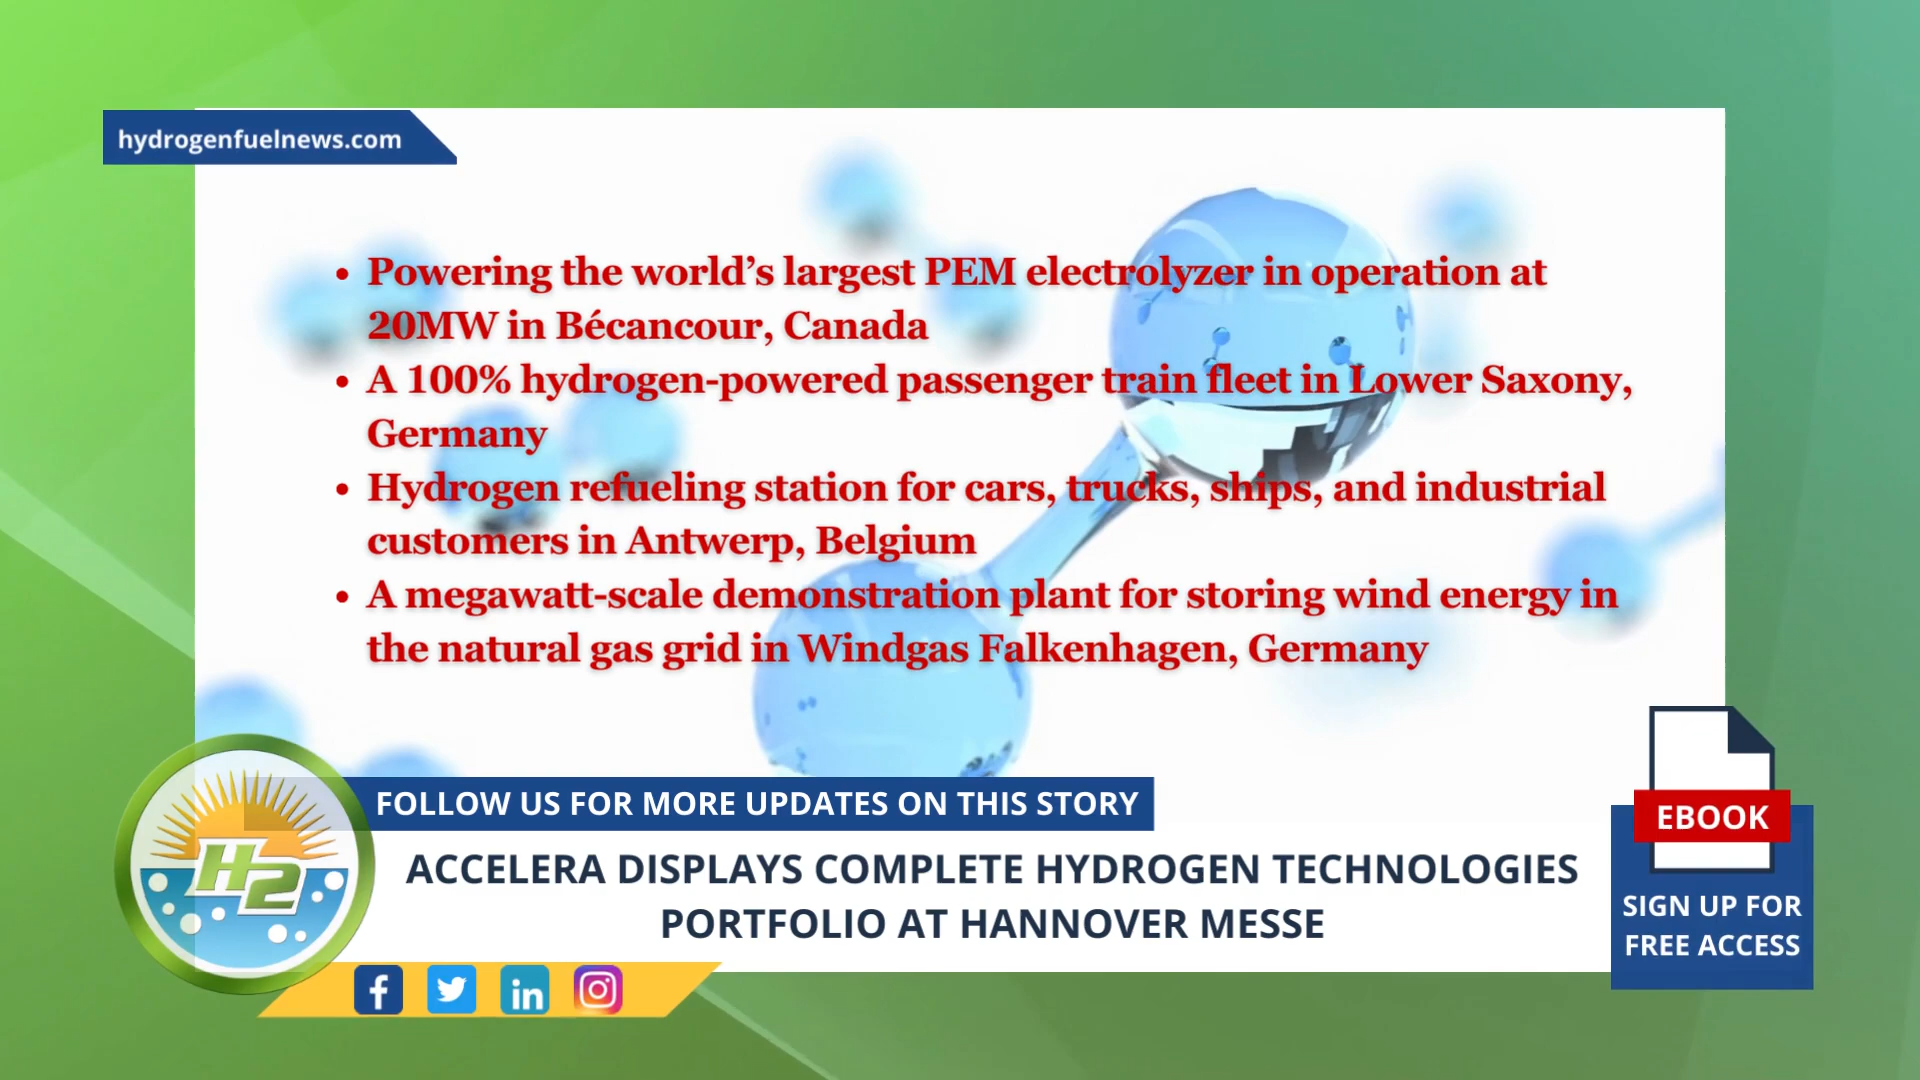 hydrogenfuelnews.com
• Powering the world’s largest PEM electrolyzer in operation at
20MW in Bécancour, Canada
• A 100% hydrogen-powered passenger train fleet in Lower Saxony,
Germany
• Hydrogen refueling station for cars, trucks, ships, and industrial
customers in Antwerp, Belgium
• A megawatt-scale demonstration plant for storing wind energy in
the natural gas grid in Windgas Falkenhagen, Germany
FOLLOW US FOR MORE UPDATES ON THIS STORY
H2
ACCELERA DISPLAYS COMPLETE HYDROGEN TECHNOLOGIES
PORTFOLIO AT HANNOVER MESSE
EBOOK
SIGN UP FOR
FREE ACCESS